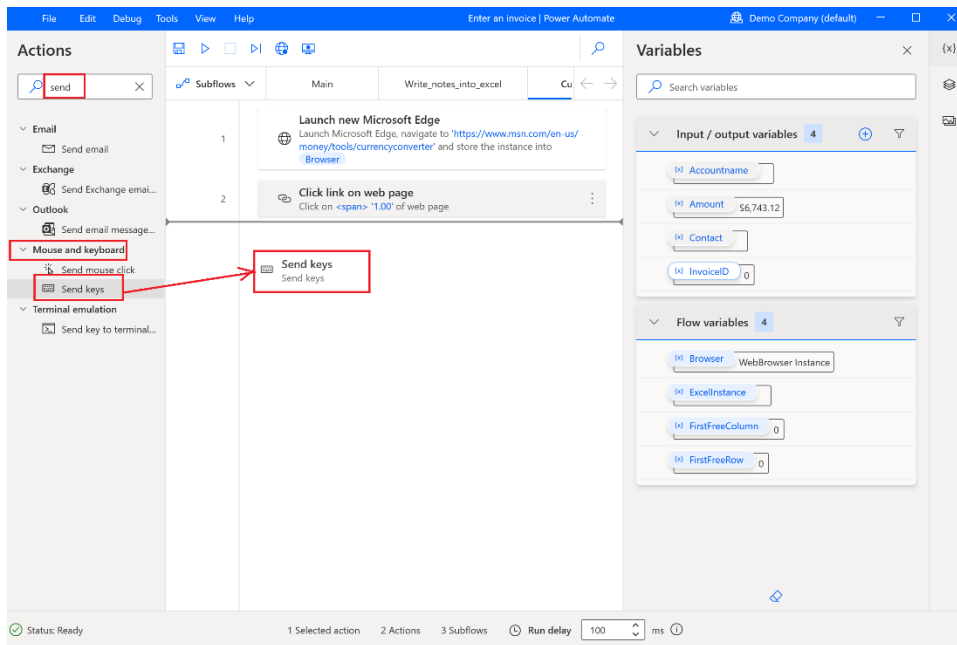 File Edit Debug Tools View Help
Enter an invoice | Power Automate
Demo Company (default)
Actions
send
Email
Send email
Exchange
Send Exchange emai...
Outlook
Send email message...
Mouse and keyboard
Send mouse click
Send keys
Terminal emulation
Send key to terminal...
Subflows
Main
Write_notes_into_excel
Cu
1
Launch new Microsoft Edge
Launch Microsoft Edge, navigate to 'https://www.msn.com/en-us/
money/tools/currencyconverter' and store the instance into
Browser
2
Click link on web page
Click on <span> '1.00' of web page
Send keys
Send keys
Variables
{x}
Search variables
Input / output variables 4
{x} Accountname
{x} Amount $6,743.12
{x} Contact
{x} InvoiceID 0
Flow variables 4
{x} Browser WebBrowser Instance
{x} ExcelInstance
{x} FirstFreeColumn 0
{x} FirstFreeRow 0
Status: Ready
1 Selected action
2 Actions
3 Subflows
Run delay 100 ms